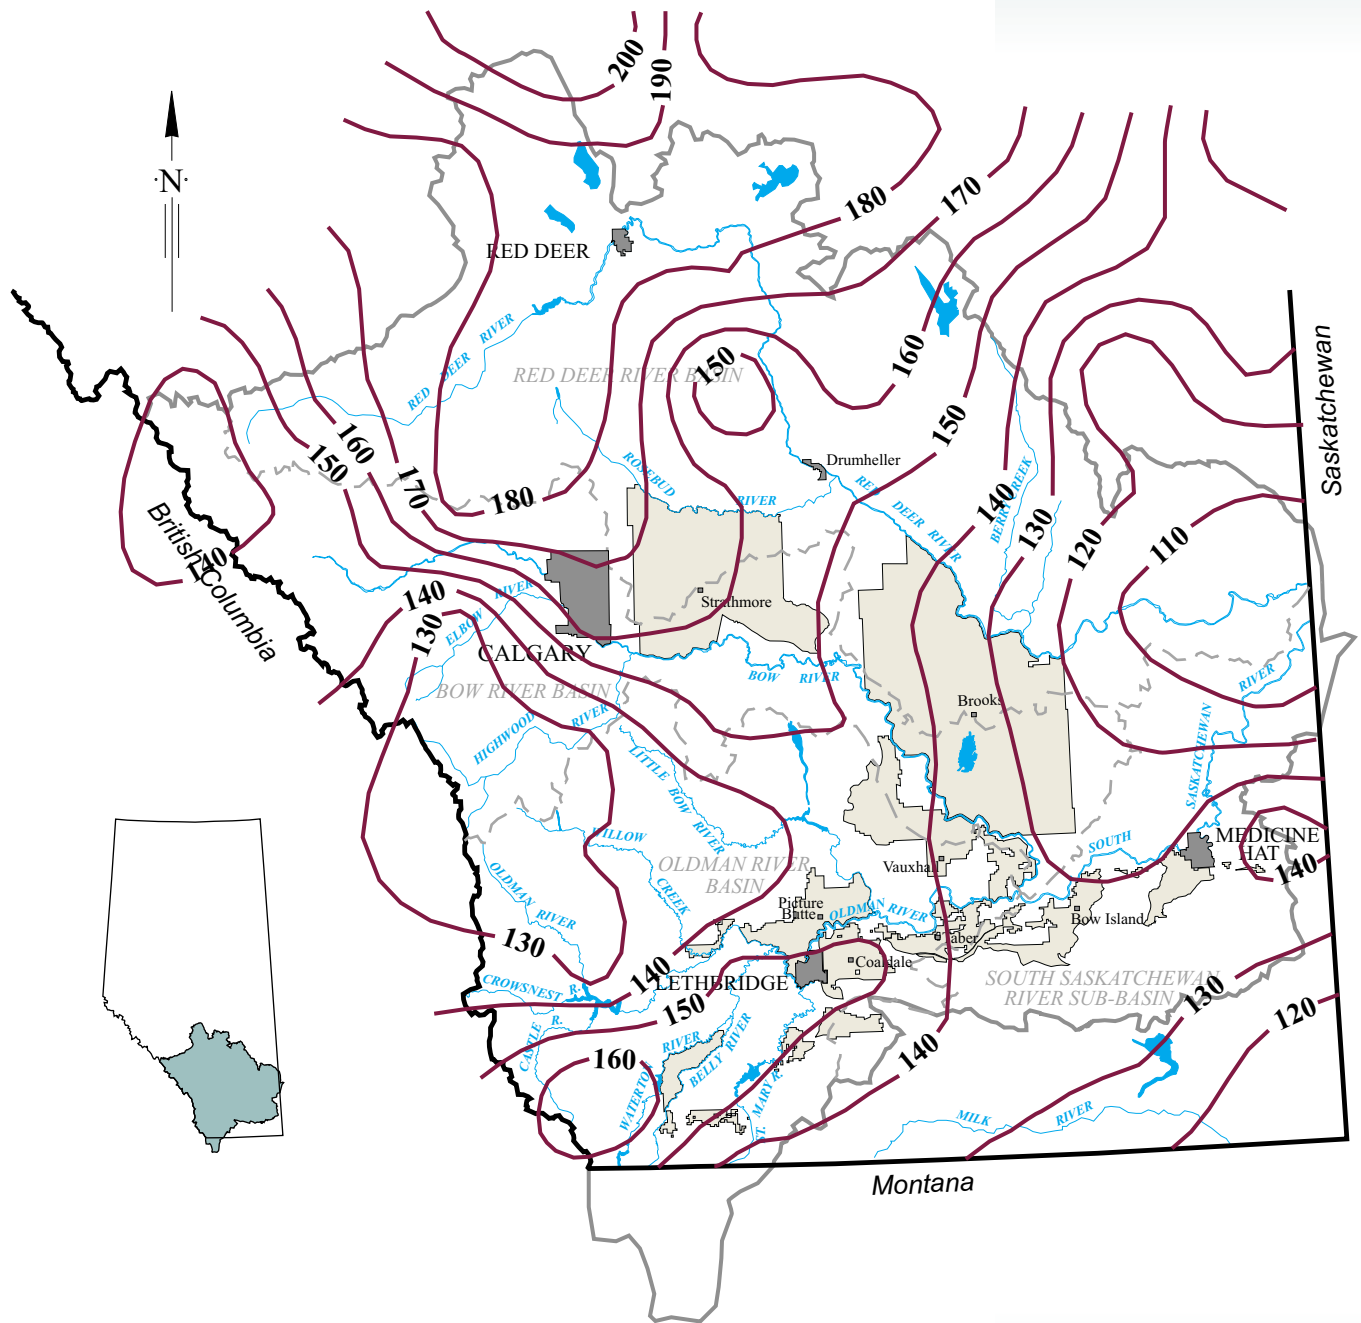 200
190
N
180
170
RED DEER
160
150
RED DEER RIVER
RED DEER RIVER BASIN
Saskatchewan
150
160
150
170
180
Drumheller
ROSEBUD RIVER
RED DEER RIVER
BERRY CREEK
140
130
120
110
British Columbia
140
140
130
ELBOW RIVER
Strathmore
CALGARY
BOW RIVER
BOW RIVER BASIN
Brooks
HIGHWOOD RIVER
LITTLE BOW RIVER
SOUTH SASKATCHEWAN RIVER
WILLOW CREEK
OLDMAN RIVER
OLDMAN RIVER
BASIN
Vauxhall
MEDICINE
HAT
140
Picture
Butte
OLDMAN RIVER
Bow Island
Taber
130
140
Coaldale
LETHBRIDGE
CROWSNEST R.
SOUTH SASKATCHEWAN
RIVER SUB-BASIN
150
130
120
CASTLE R.
160
WATERTON RIVER
BELLY RIVER
ST. MARY R.
140
MILK RIVER
Montana